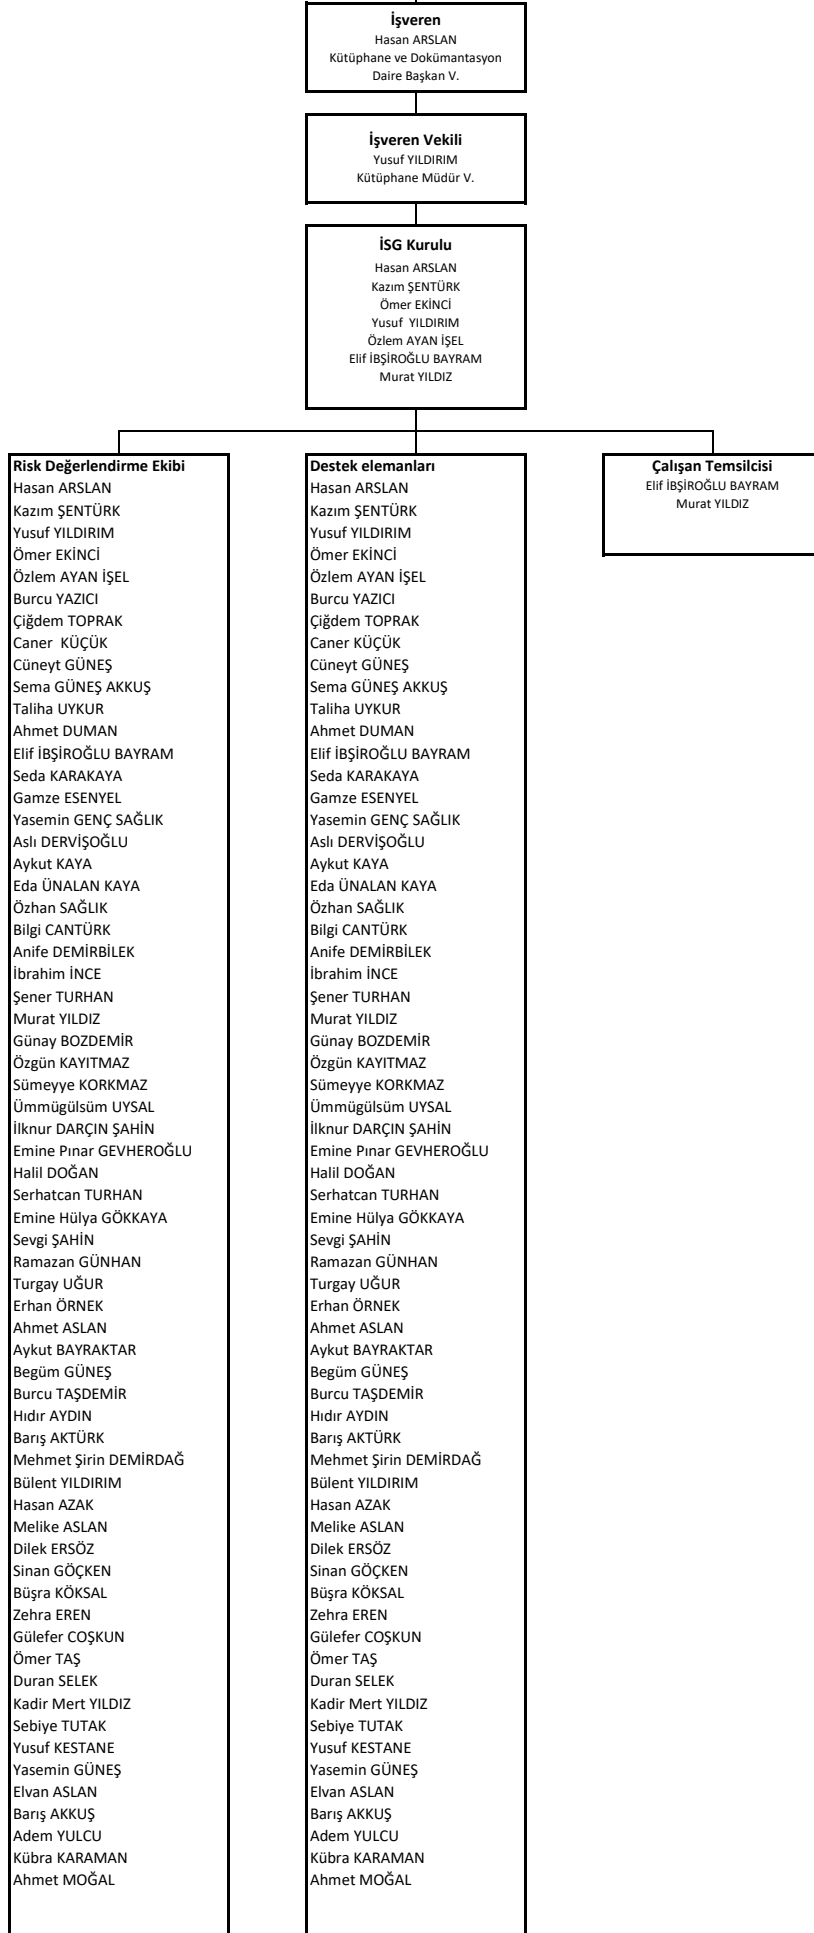 İşveren
Hasan ARSLAN
Kütüphane ve Dokümantasyon
Daire Başkan V.
İşveren Vekili
Yusuf YILDIRIM
Kütüphane Müdür V.
İSG Kurulu
Hasan ARSLAN
Kazım ŞENTÜRK
Ömer EKİNCİ
Yusuf  YILDIRIM
Özlem AYAN İŞEL
Elif İBŞİROĞLU BAYRAM
Murat YILDIZ
Risk Değerlendirme Ekibi
Hasan ARSLAN
Kazım ŞENTÜRK
Yusuf YILDIRIM
Ömer EKİNCİ
Özlem AYAN İŞEL
Burcu YAZICI
Çiğdem TOPRAK
Caner  KÜÇÜK
Cüneyt GÜNEŞ
Sema GÜNEŞ AKKUŞ
Taliha UYKUR
Ahmet DUMAN
Elif İBŞİROĞLU BAYRAM
Seda KARAKAYA
Gamze ESENYEL
Yasemin GENÇ SAĞLIK
Aslı DERVİŞOĞLU
Aykut KAYA
Eda ÜNALAN KAYA
Özhan SAĞLIK
Bilgi CANTÜRK
Anife DEMİRBİLEK
İbrahim İNCE
Şener TURHAN
Murat YILDIZ
Günay BOZDEMİR
Özgün KAYITMAZ
Sümeyye KORKMAZ
Ümmügülsüm UYSAL
İlknur DARÇIN ŞAHİN
Emine Pınar GEVHEROĞLU
Halil DOĞAN
Serhatcan TURHAN
Emine Hülya GÖKKAYA
Sevgi ŞAHİN
Ramazan GÜNHAN
Turgay UĞUR
Erhan ÖRNEK
Ahmet ASLAN
Aykut BAYRAKTAR
Begüm GÜNEŞ
Burcu TAŞDEMİR
Hıdır AYDIN
Barış AKTÜRK
Mehmet Şirin DEMİRDAĞ
Bülent YILDIRIM
Hasan AZAK
Melike ASLAN
Dilek ERSÖZ
Sinan GÖÇKEN
Büşra KÖKSAL
Zehra EREN
Gülefer COŞKUN
Ömer TAŞ
Duran SELEK
Kadir Mert YILDIZ
Sebiye TUTAK
Yusuf KESTANE
Yasemin GÜNEŞ
Elvan ASLAN
Barış AKKUŞ
Adem YULCU
Kübra KARAMAN
Ahmet MOĞAL
Destek elemanları
Hasan ARSLAN
Kazım ŞENTÜRK
Yusuf YILDIRIM
Ömer EKİNCİ
Özlem AYAN İŞEL
Burcu YAZICI
Çiğdem TOPRAK
Caner KÜÇÜK
Cüneyt GÜNEŞ
Sema GÜNEŞ AKKUŞ
Taliha UYKUR
Ahmet DUMAN
Elif İBŞİROĞLU BAYRAM
Seda KARAKAYA
Gamze ESENYEL
Yasemin GENÇ SAĞLIK
Aslı DERVİŞOĞLU
Aykut KAYA
Eda ÜNALAN KAYA
Özhan SAĞLIK
Bilgi CANTÜRK
Anife DEMİRBİLEK
İbrahim İNCE
Şener TURHAN
Murat YILDIZ
Günay BOZDEMİR
Özgün KAYITMAZ
Sümeyye KORKMAZ
Ümmügülsüm UYSAL
İlknur DARÇIN ŞAHİN
Emine Pınar GEVHEROĞLU
Halil DOĞAN
Serhatcan TURHAN
Emine Hülya GÖKKAYA
Sevgi ŞAHİN
Ramazan GÜNHAN
Turgay UĞUR
Erhan ÖRNEK
Ahmet ASLAN
Aykut BAYRAKTAR
Begüm GÜNEŞ
Burcu TAŞDEMİR
Hıdır AYDIN
Barış AKTÜRK
Mehmet Şirin DEMİRDAĞ
Bülent YILDIRIM
Hasan AZAK
Melike ASLAN
Dilek ERSÖZ
Sinan GÖÇKEN
Büşra KÖKSAL
Zehra EREN
Gülefer COŞKUN
Ömer TAŞ
Duran SELEK
Kadir Mert YILDIZ
Sebiye TUTAK
Yusuf KESTANE
Yasemin GÜNEŞ
Elvan ASLAN
Barış AKKUŞ
Adem YULCU
Kübra KARAMAN
Ahmet MOĞAL
Çalışan Temsilcisi
Elif İBŞİROĞLU BAYRAM
Murat YILDIZ